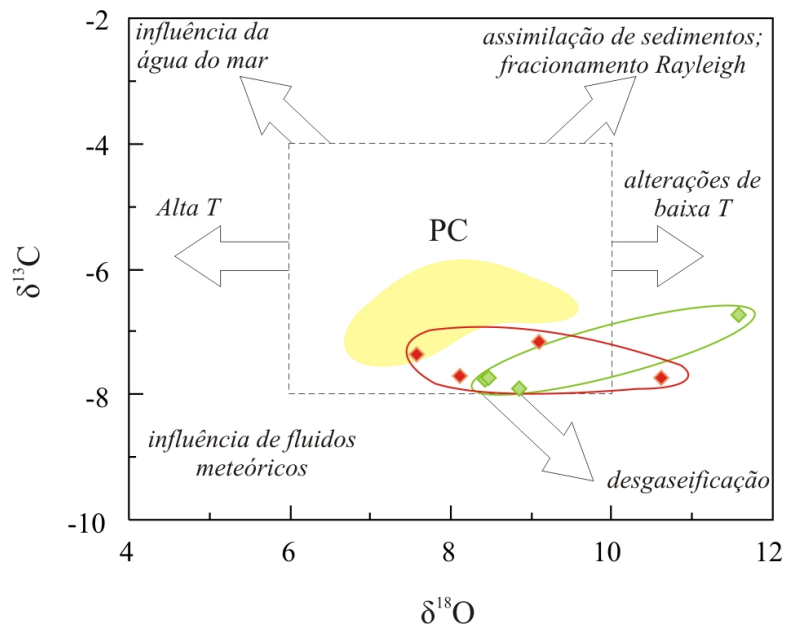 -2
influência da
água do mar
assimilação de sedimentos;
fracionamento Rayleigh
-4
Alta T
alterações de
baixa T
PC
δ¹³C
-6
-8
influência de fluidos
meteóricos
desgaseificação
-10
4
6
8
10
12
δ¹⁸O